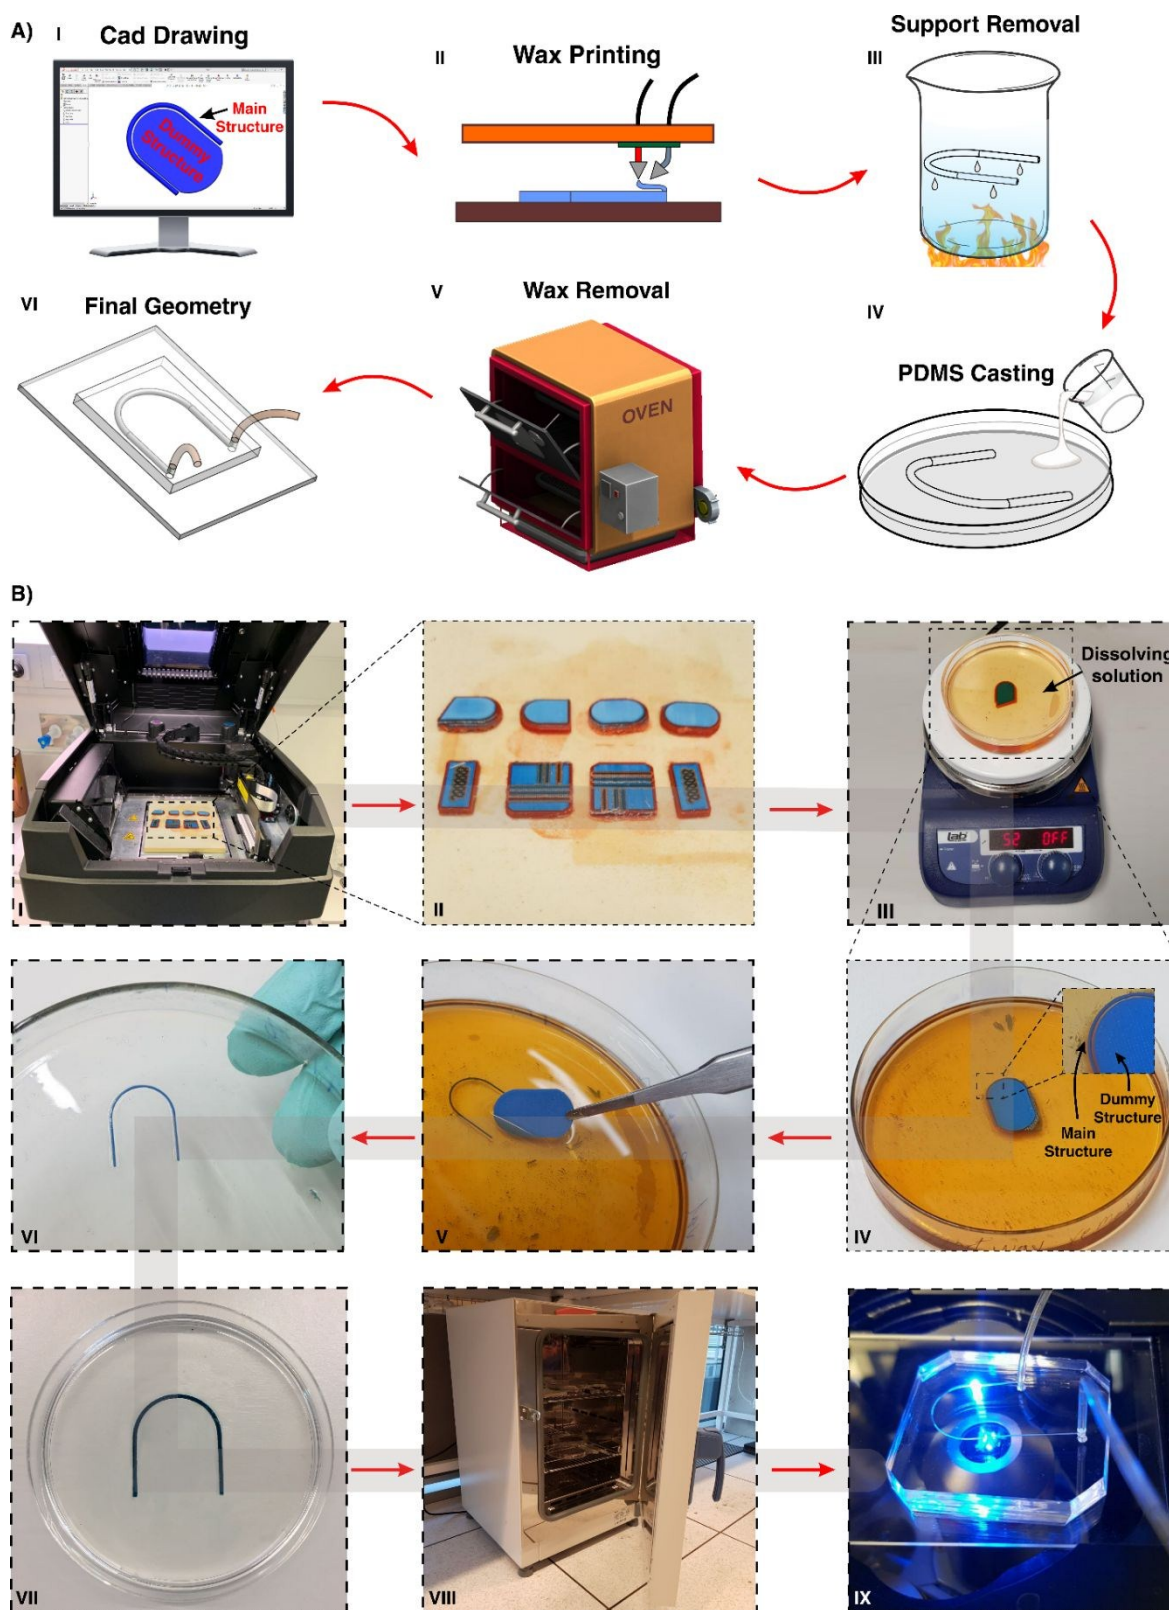 A)
I
Cad Drawing
Main
Structure
Dummy
Structure
II
Wax Printing
Support Removal
III
VI
Final Geometry
V
Wax Removal
OVEN
IV
PDMS Casting
B)
I
II
Dissolving
solution
lab
52 OFF
III
VI
V
Dummy
Structure
Main
Structure
IV
VII
VIII
IX